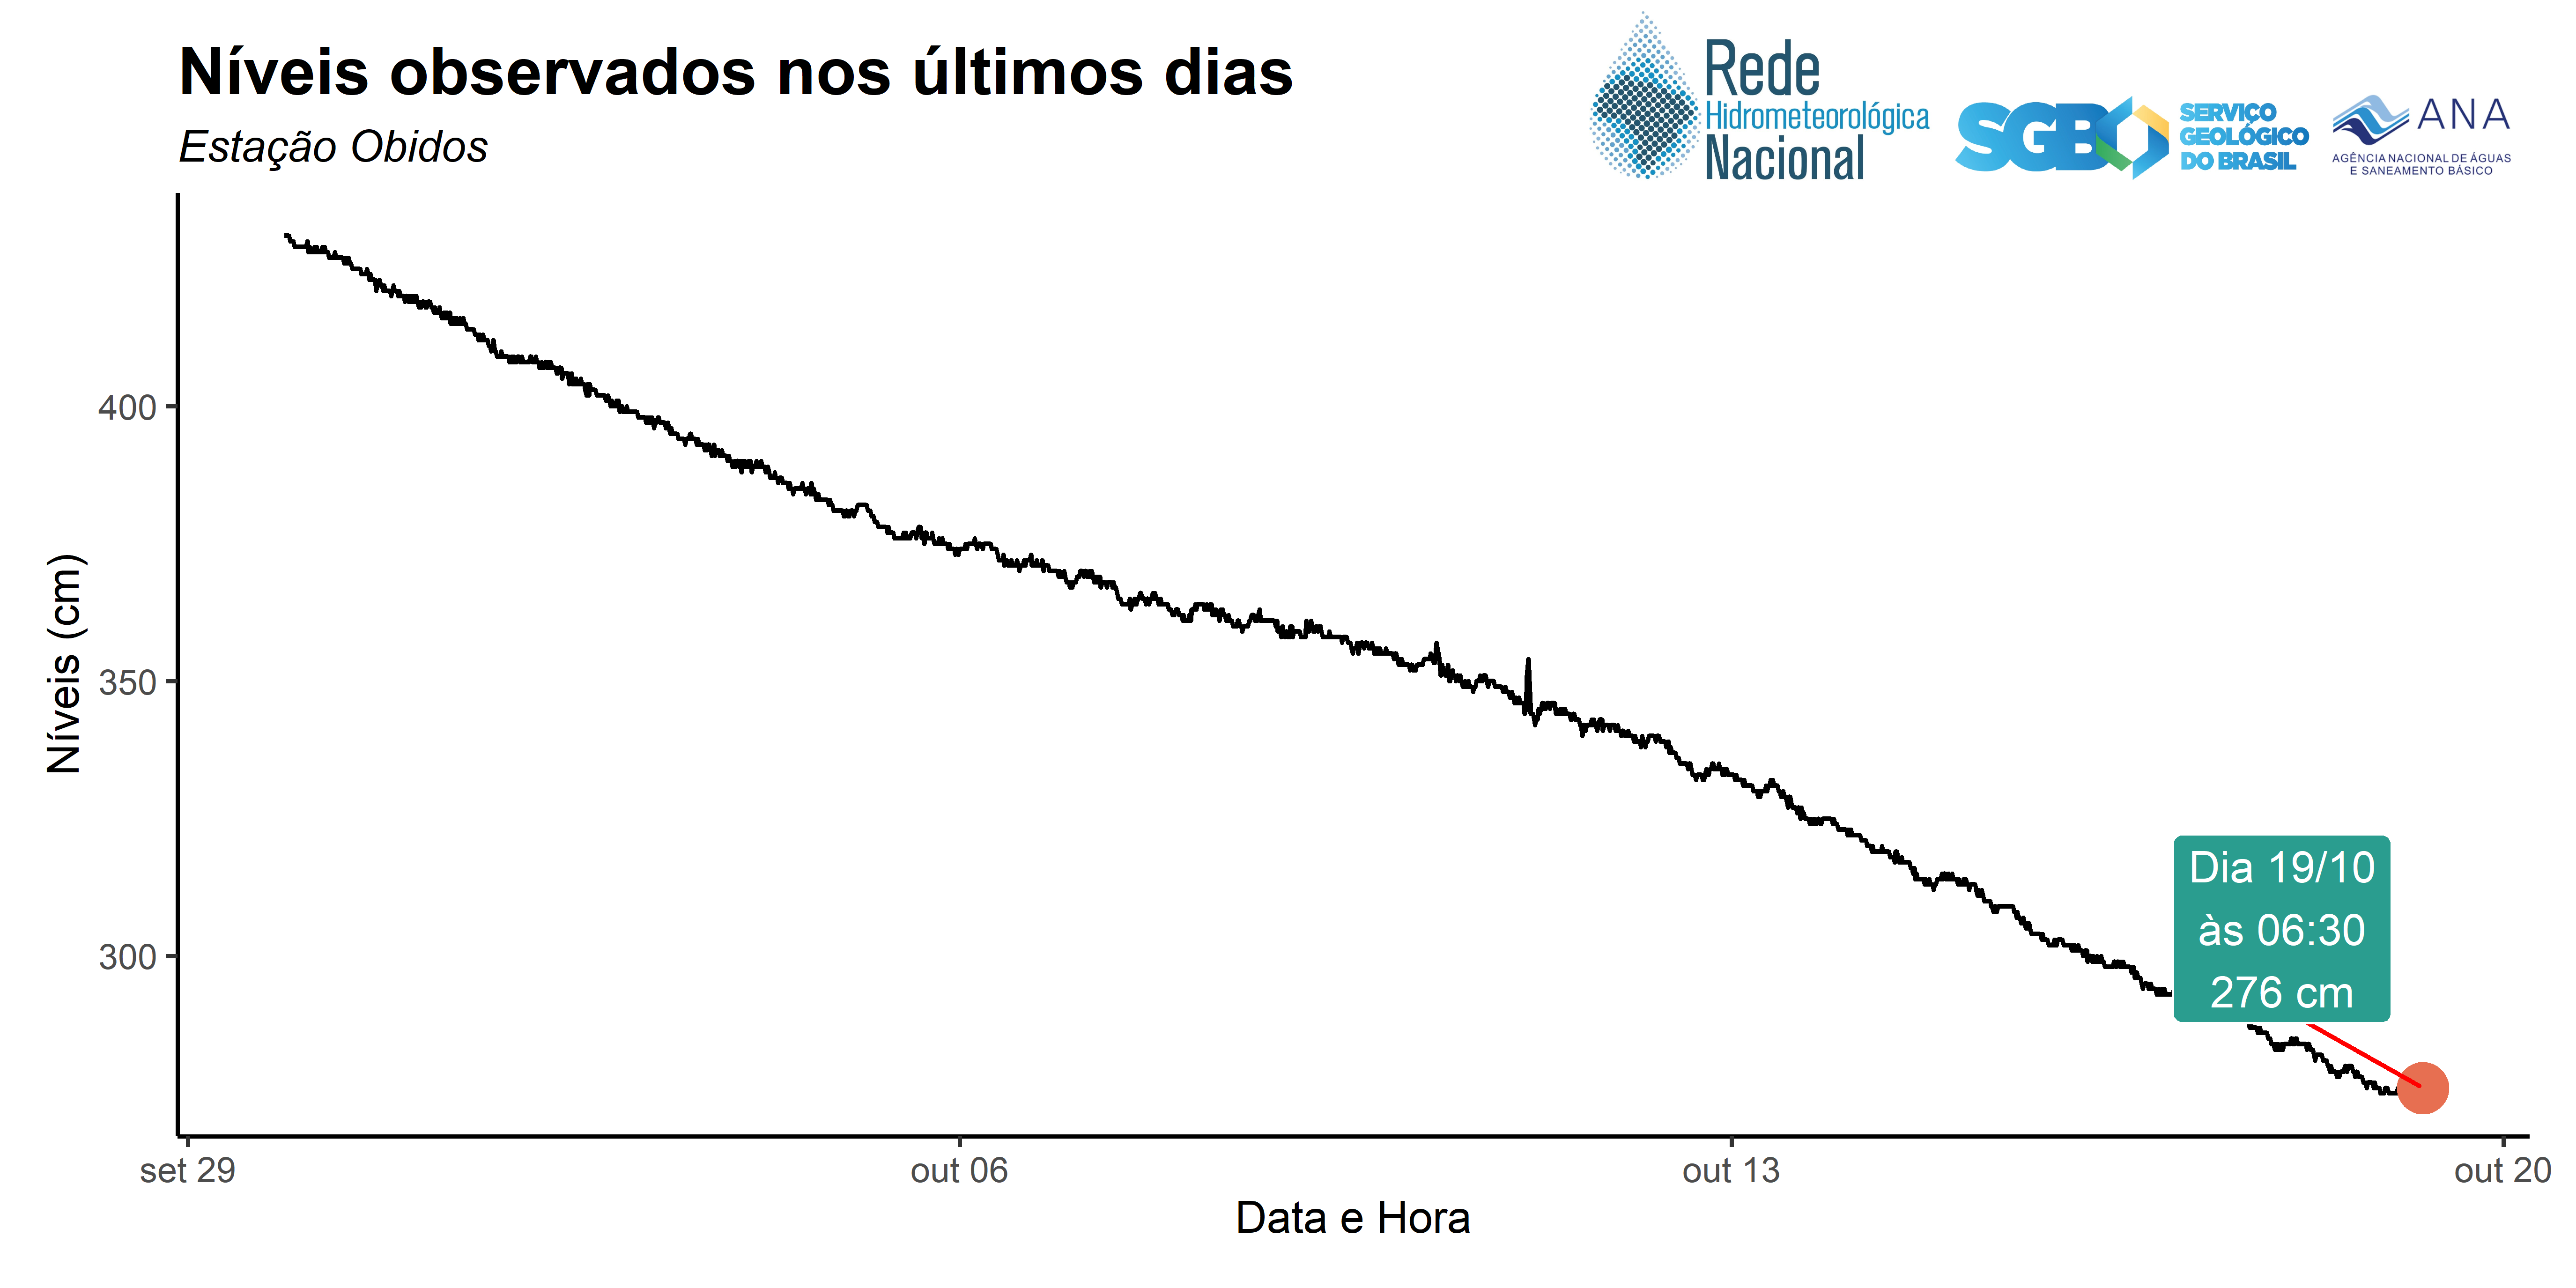 Níveis observados nos últimos dias
Estação Obidos
Rede
Hidrometeorológica
Nacional
SGB
SERVIÇO
GEOLÓGICO
DO BRASIL
ANA
AGÊNCIA NACIONAL DE ÁGUAS
E SANEAMENTO BÁSICO
Níveis (cm)
400
350
300
Dia 19/10
às 06:30
276 cm
set 29
out 06
out 13
out 20
Data e Hora